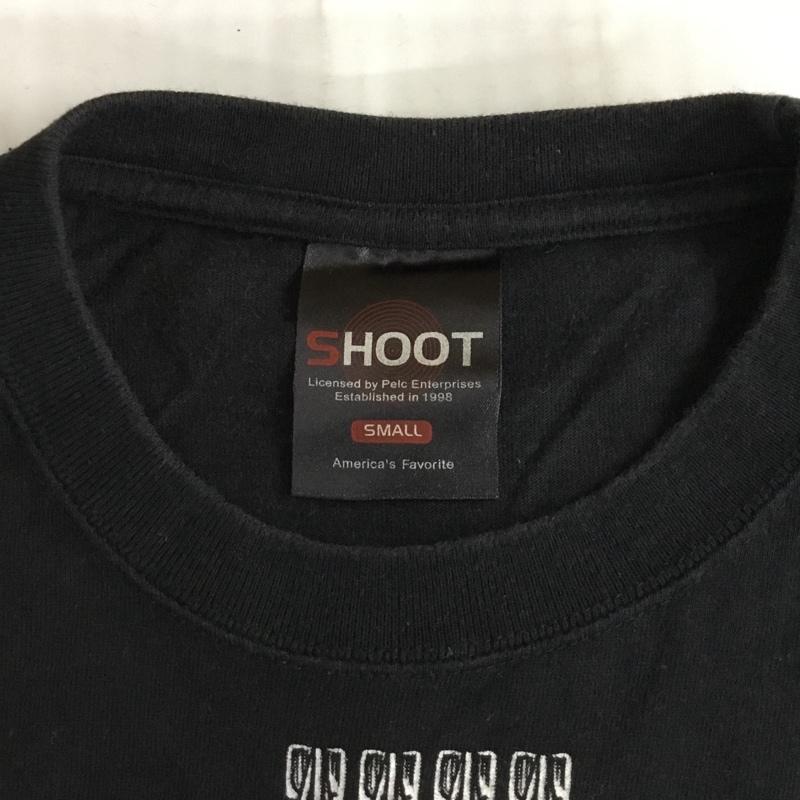 SHOOT
Licensed by Pelc Enterprises
Established in 1998
SMALL
America's Favorite